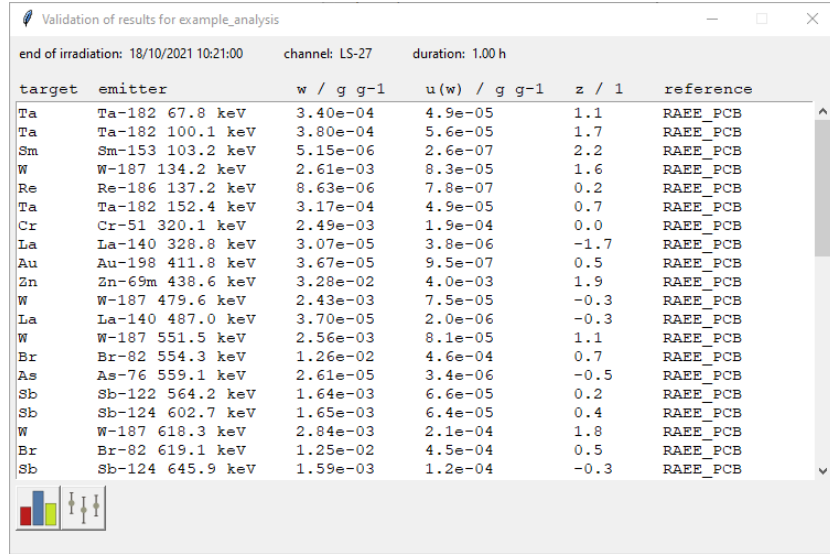 Validation of results for example_analysis
end of irradiation: 18/10/2021 10:21:00 channel: LS-27 duration: 1.00 h
target emitter w / g g-1 u(w) / g g-1 z / 1 reference
Ta Ta-182 67.8 keV 3.40e-04 4.9e-05 1.1 RAEE_PCB
Ta Ta-182 100.1 keV 3.80e-04 5.6e-05 1.7 RAEE_PCB
Sm Sm-153 103.2 keV 5.15e-06 2.6e-07 2.2 RAEE_PCB
W W-187 134.2 keV 2.61e-03 8.3e-05 1.6 RAEE_PCB
Re Re-186 137.2 keV 8.63e-06 7.8e-07 0.2 RAEE_PCB
Ta Ta-182 152.4 keV 3.17e-04 4.9e-05 0.7 RAEE_PCB
Cr Cr-51 320.1 keV 2.49e-03 1.9e-04 0.0 RAEE_PCB
La La-140 328.8 keV 3.07e-05 3.8e-06 -1.7 RAEE_PCB
Au Au-198 411.8 keV 3.67e-05 9.5e-07 0.5 RAEE_PCB
Zn Zn-69m 438.6 keV 3.28e-02 4.0e-03 1.9 RAEE_PCB
W W-187 479.6 keV 2.43e-03 7.5e-05 -0.3 RAEE_PCB
La La-140 487.0 keV 3.70e-05 2.0e-06 -0.3 RAEE_PCB
W W-187 551.5 keV 2.56e-03 8.1e-05 1.1 RAEE_PCB
Br Br-82 554.3 keV 1.26e-02 4.6e-04 0.7 RAEE_PCB
As As-76 559.1 keV 2.61e-05 3.4e-06 -0.5 RAEE_PCB
Sb Sb-122 564.2 keV 1.64e-03 6.6e-05 0.2 RAEE_PCB
Sb Sb-124 602.7 keV 1.65e-03 6.4e-05 0.4 RAEE_PCB
W W-187 618.3 keV 2.84e-03 2.1e-04 1.8 RAEE_PCB
Br Br-82 619.1 keV 1.25e-02 4.5e-04 0.5 RAEE_PCB
Sb Sb-124 645.9 keV 1.59e-03 1.2e-04 -0.3 RAEE_PCB